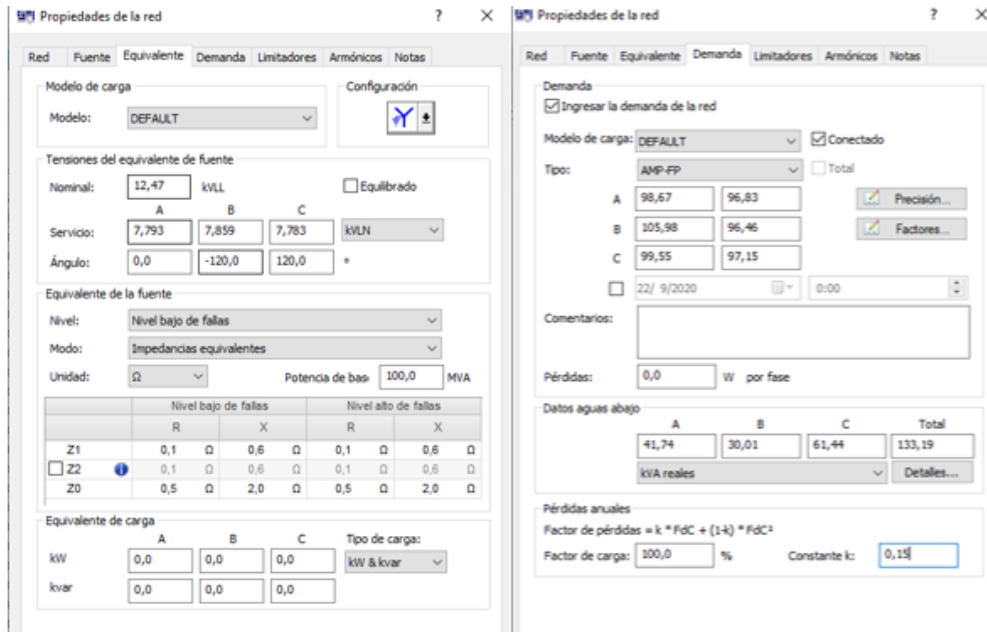 Propiedades de la red ? ×
Red Fuente Equivalente Demanda Limitadores Armónicos Notas
Modelo de carga
Configuración
Modelo: DEFAULT
Tensiones del equivalente de fuente
Nominal: 12,47 kVLL Equilibrado
A B C
Servicio: 7,793 7,859 7,783 kVLN
Ángulo: 0,0 -120,0 120,0 °
Equivalente de la fuente
Nivel: Nivel bajo de fallas
Modo: Impedancias equivalentes
Unidad: Ω Potencia de base 100,0 MVA
Nivel bajo de fallas Nivel alto de fallas
R X R X
Z1 0,1 Ω 0,6 Ω 0,1 Ω 0,6 Ω
Z2 0,1 Ω 0,6 Ω 0,1 Ω 0,6 Ω
Z0 0,5 Ω 2,0 Ω 0,5 Ω 2,0 Ω
Equivalente de carga
A B C Tipo de carga:
kW 0,0 0,0 0,0 kW & kvar
kvar 0,0 0,0 0,0
Propiedades de la red ? ×
Red Fuente Equivalente Demanda Limitadores Armónicos Notas
Demanda
Ingresar la demanda de la red
Modelo de carga: DEFAULT Conectado
Tipo: AMP-FP Total
A 98,67 96,83 Precisión...
B 105,98 96,46 Factores...
C 99,55 97,15
22/ 9/2020 0:00
Comentarios:
Pérdidas: 0,0 W por fase
Datos aguas abajo
A B C Total
41,74 30,01 61,44 133,19
kVA reales Detalles...
Pérdidas anuales
Factor de pérdidas = k * FdC + (1-k) * FdC²
Factor de carga: 100,0 % Constante k: 0,15